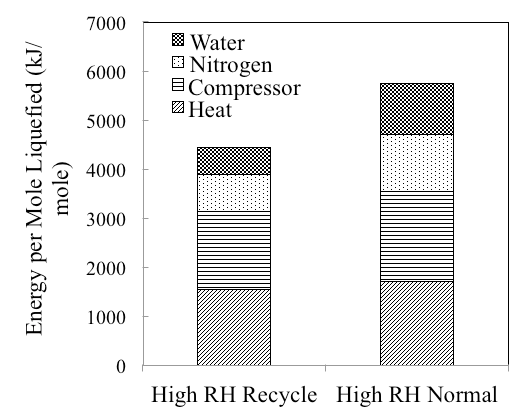 7000
6000
5000
4000
3000
2000
1000
0
Energy per Mole Liquefied (kJ/
mole)
Water
Nitrogen
Compressor
Heat
High RH Recycle
High RH Normal